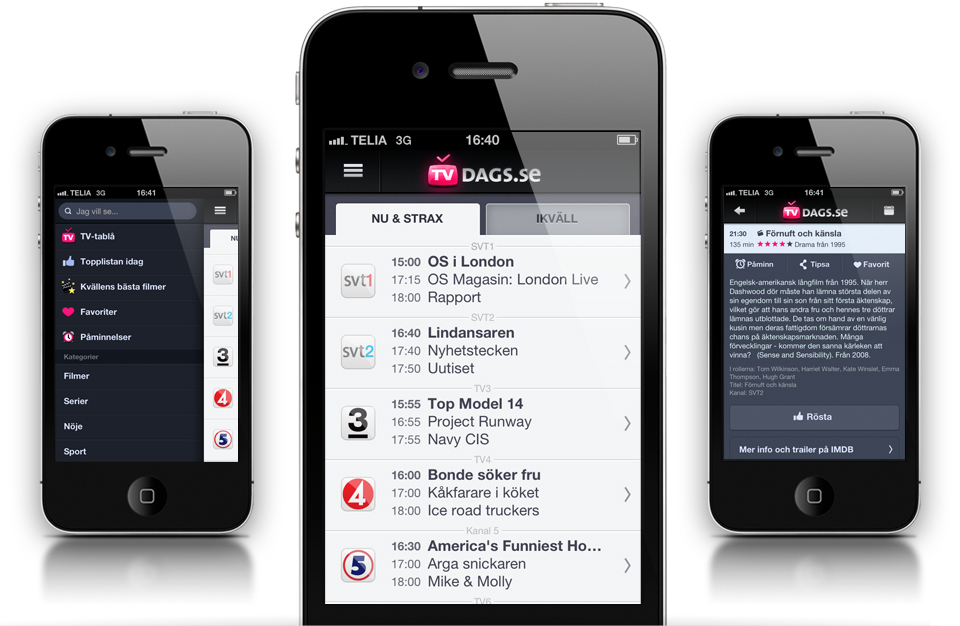 TELIA 3G 16:41
Jag vill se...
NU
TV TV-tablå
Topplistan idag
svt1
Kvällens bästa filmer
Favoriter
svt2
Påminnelser
Kategorier
3
Filmer
Serier
4
Nöje
5
Sport
TELIA 3G 16:40
TV DAGS.se
NU & STRAX
IKVÄLL
SVT1
svt1
15:00 OS i London
17:15 OS Magasin: London Live
18:00 Rapport
SVT2
svt2
16:40 Lindansaren
17:40 Nyhetstecken
17:50 Uutiset
TV3
3
15:55 Top Model 14
16:55 Project Runway
17:55 Navy CIS
TV4
4
16:00 Bonde söker fru
17:00 Kåkfarare i köket
18:00 Ice road truckers
Kanal 5
5
16:30 America's Funniest Ho...
17:00 Arga snickaren
18:00 Mike & Molly
TV6
TELIA 3G 16:41
TV DAGS.se
21:30 Förnuft och känsla
135 min ★★★★★ Drama från 1995
Påminn
Tipsa
Favorit
Engelsk-amerikansk långfilm från 1995. När herr
Dashwood dör måste han lämna största delen av
sin egendom till sin son från sitt första äktenskap,
vilket gör att hans andra fru och hennes tre döttrar
lämnas utblottade. De tas om hand av en vänlig
kusin men deras fattigdom försämrar döttrarnas
chans på äktenskapsmarknaden. Många
förvecklingar - kommer den sanna kärleken att
vinna? (Sense and Sensibility). Från 2008.
I rollerna: Tom Wilkinson, Harriet Walter, Kate Winslet, Emma
Thompson, Hugh Grant
Titel: Förnuft och känsla
Kanal: SVT2
Rösta
Mer info och trailer på IMDB